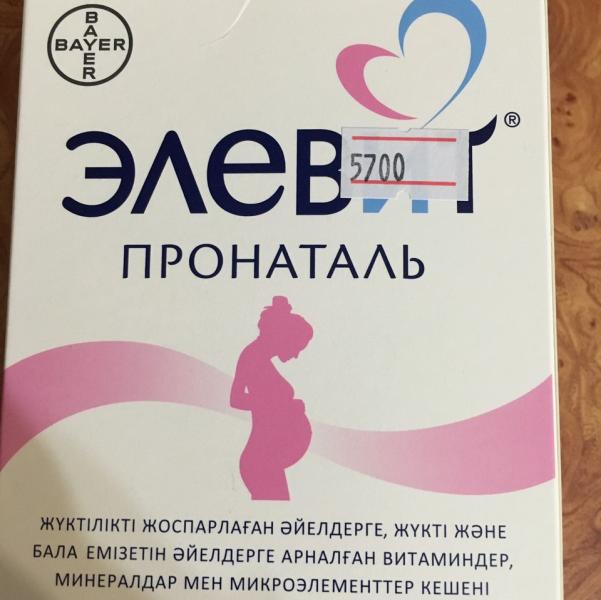 BAYER
BAYER
ЭЛЕВИТ®
5700
ПРОНАТАЛЬ
ЖҮКТІЛІКТІ ЖОСПАРЛАҒАН ӘЙЕЛДЕРГЕ, ЖҮКТІ ЖӘНЕ
БАЛА ЕМІЗЕТІН ӘЙЕЛДЕРГЕ АРНАЛҒАН ВИТАМИНДЕР,
МИНЕРАЛДАР МЕН МИКРОЭЛЕМЕНТТЕР КЕШЕНІ